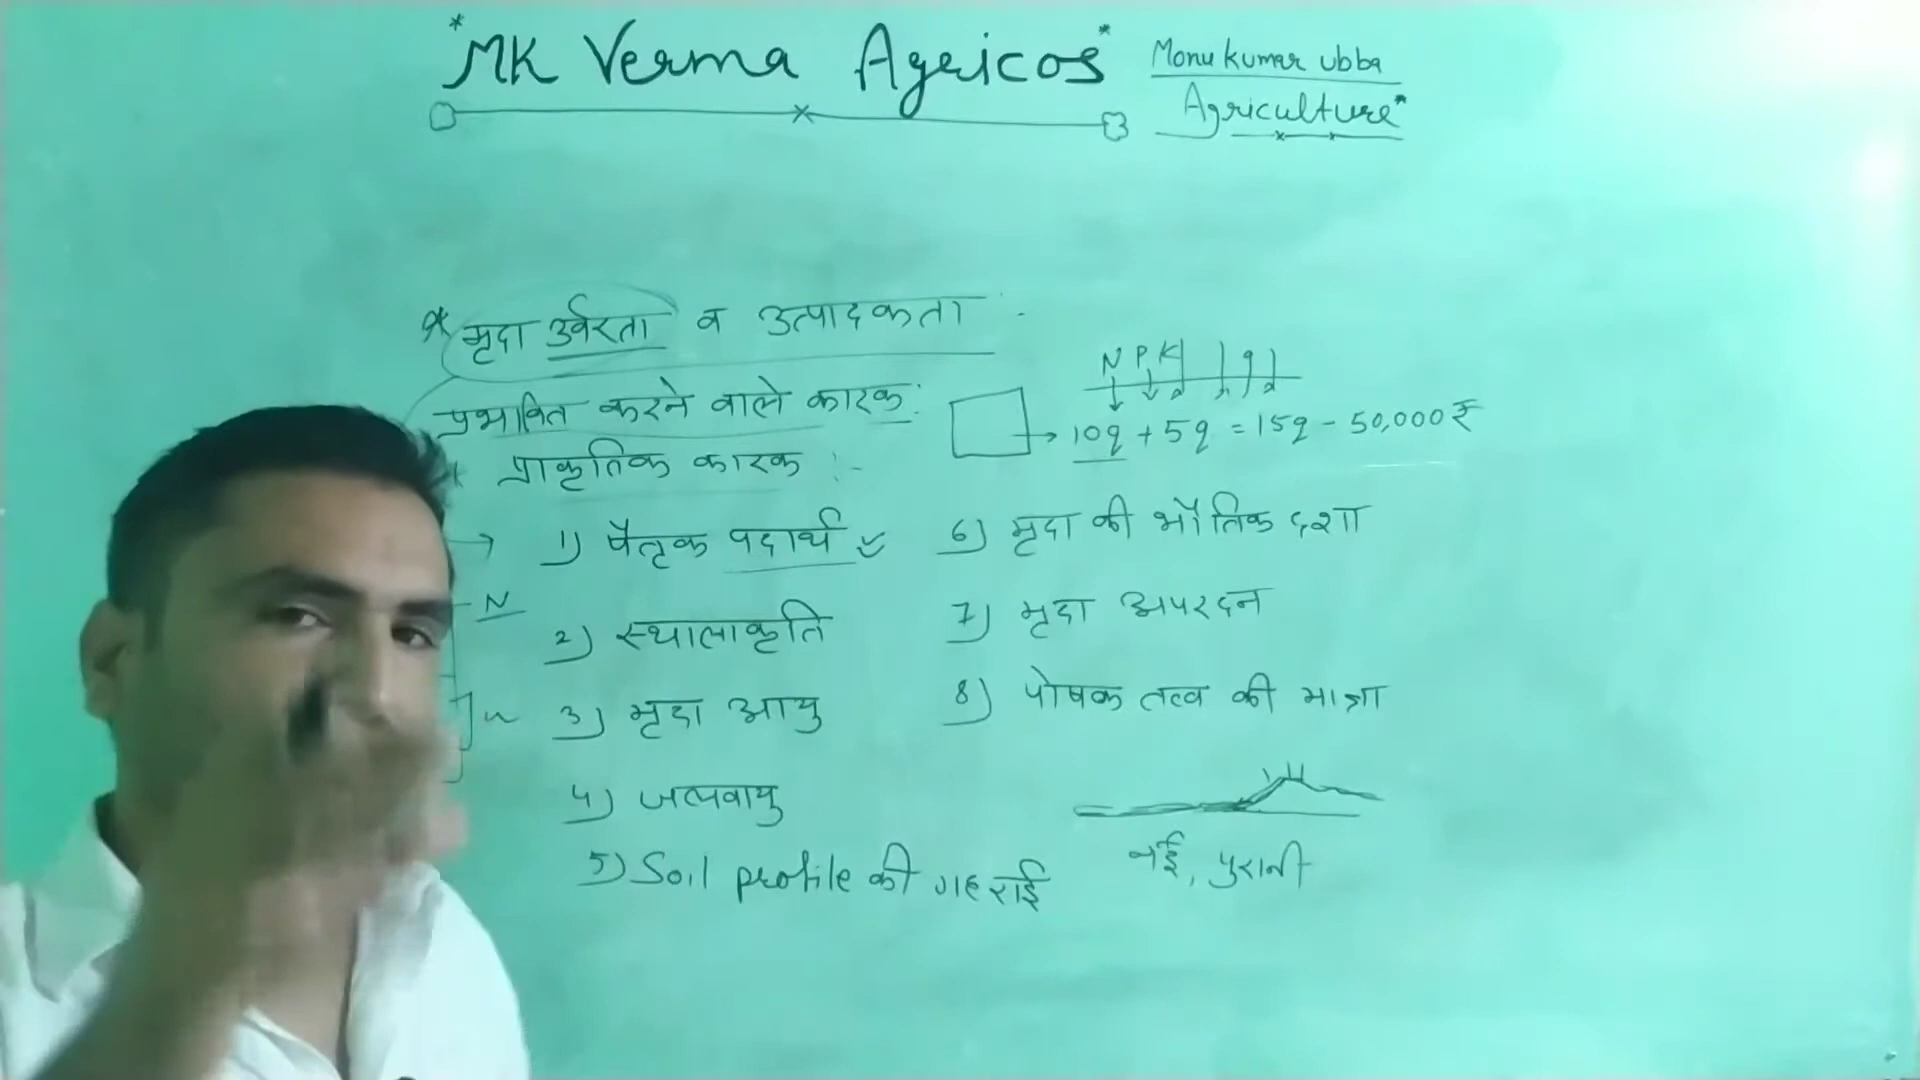 "MK Verma Agricos"
Monu kumar ubba
Agriculture*
* मृदा उर्वरता व उत्पादकता
प्रभावित करने वाले कारक:
* प्राकृतिक कारक :-
N P K
10q + 5q = 15q - 50,000 ₹
1) पैतृक पदार्थ
N
2) स्थालाकृति
3) मृदा आयु
4) जलवायु
5) Soil profile की गहराई
6) मृदा की भौतिक दशा
7) मृदा अपरदन
8) पोषक तत्व की मात्रा
नई, पुरानी